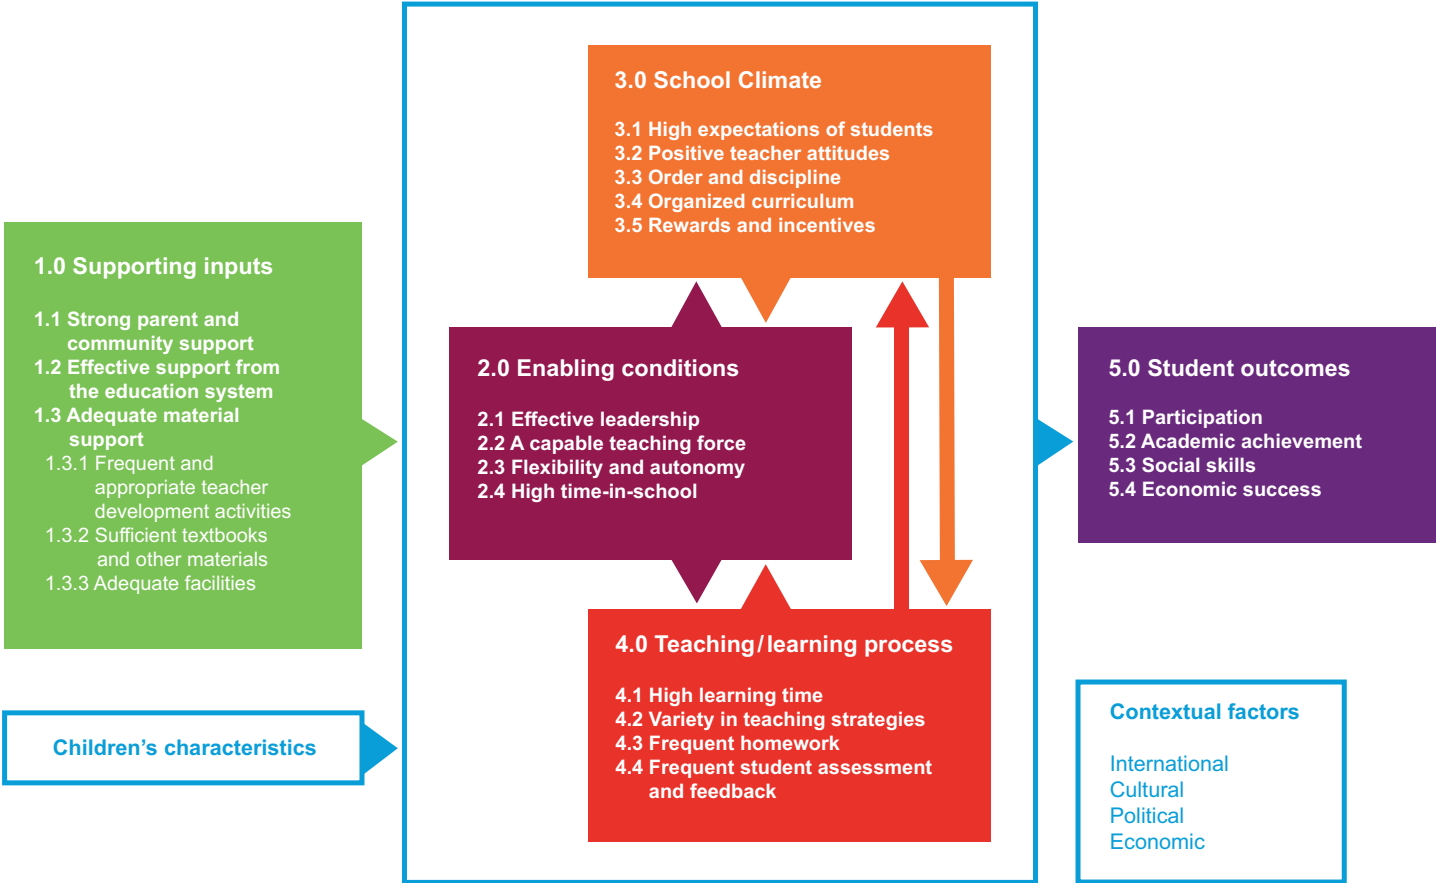 1.0 Supporting inputs
1.1 Strong parent and
community support
1.2 Effective support from
the education system
1.3 Adequate material
support
1.3.1 Frequent and
appropriate teacher
development activities
1.3.2 Sufficient textbooks
and other materials
1.3.3 Adequate facilities
Children’s characteristics
3.0 School Climate
3.1 High expectations of students
3.2 Positive teacher attitudes
3.3 Order and discipline
3.4 Organized curriculum
3.5 Rewards and incentives
2.0 Enabling conditions
2.1 Effective leadership
2.2 A capable teaching force
2.3 Flexibility and autonomy
2.4 High time-in-school
4.0 Teaching/learning process
4.1 High learning time
4.2 Variety in teaching strategies
4.3 Frequent homework
4.4 Frequent student assessment
and feedback
5.0 Student outcomes
5.1 Participation
5.2 Academic achievement
5.3 Social skills
5.4 Economic success
Contextual factors
International
Cultural
Political
Economic